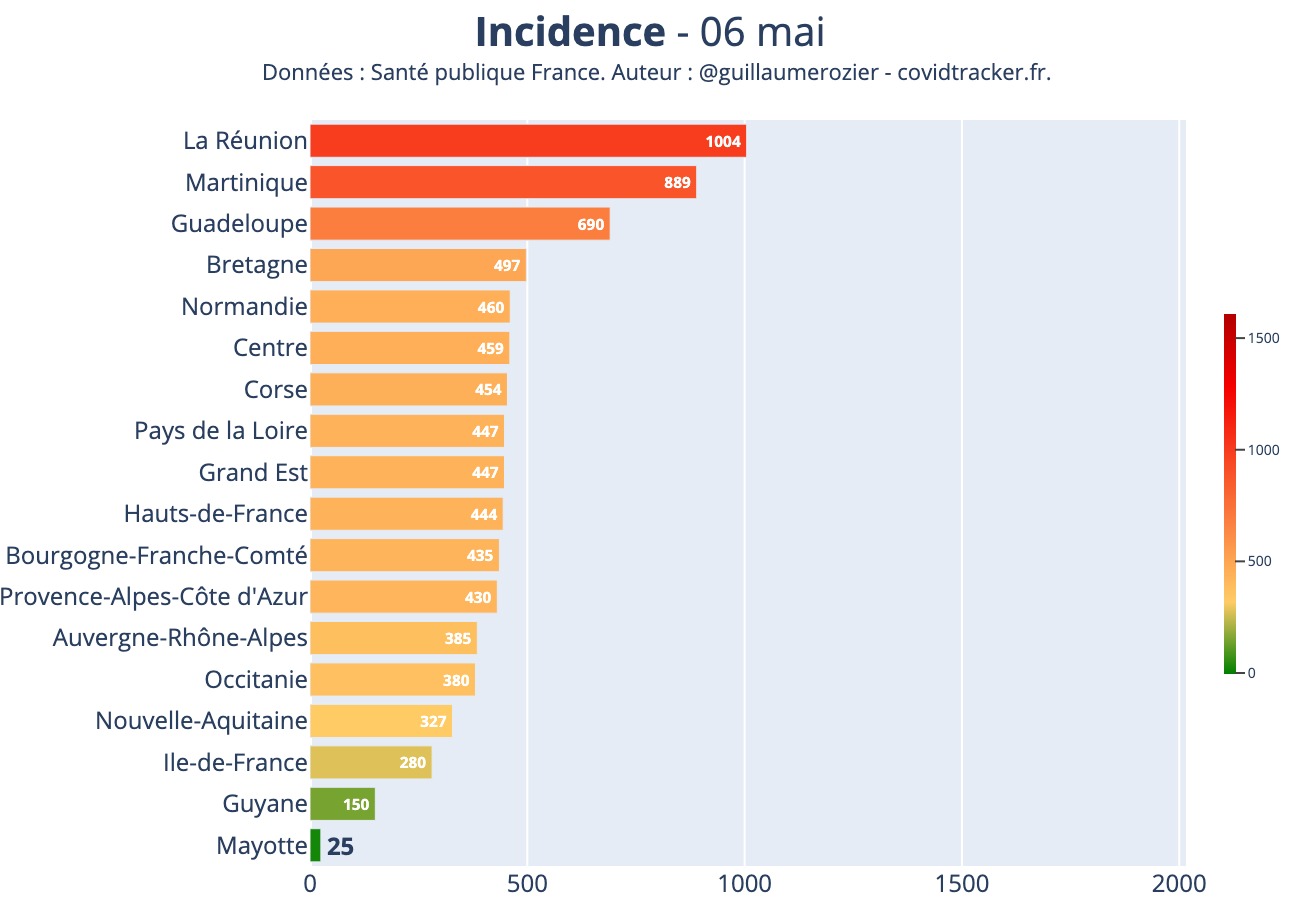 Incidence - 06 mai
Données : Santé publique France. Auteur : @guillaumerozier - covidtracker.fr.
La Réunion 1004
Martinique 889
Guadeloupe 690
Bretagne 497
Normandie 460
Centre 459
Corse 454
Pays de la Loire 447
Grand Est 447
Hauts-de-France 444
Bourgogne-Franche-Comté 435
Provence-Alpes-Côte d'Azur 430
Auvergne-Rhône-Alpes 385
Occitanie 380
Nouvelle-Aquitaine 327
Ile-de-France 280
Guyane 150
Mayotte 25
0 500 1000 1500 2000
1500
1000
500
0